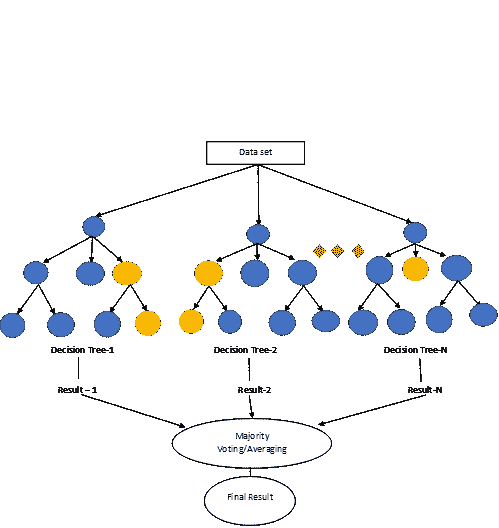 Data set
Decision Tree-1
Decision Tree-2
Decision Tree-N
Result – 1
Result-2
Result-N
Majority
Voting/Averaging
Final Result